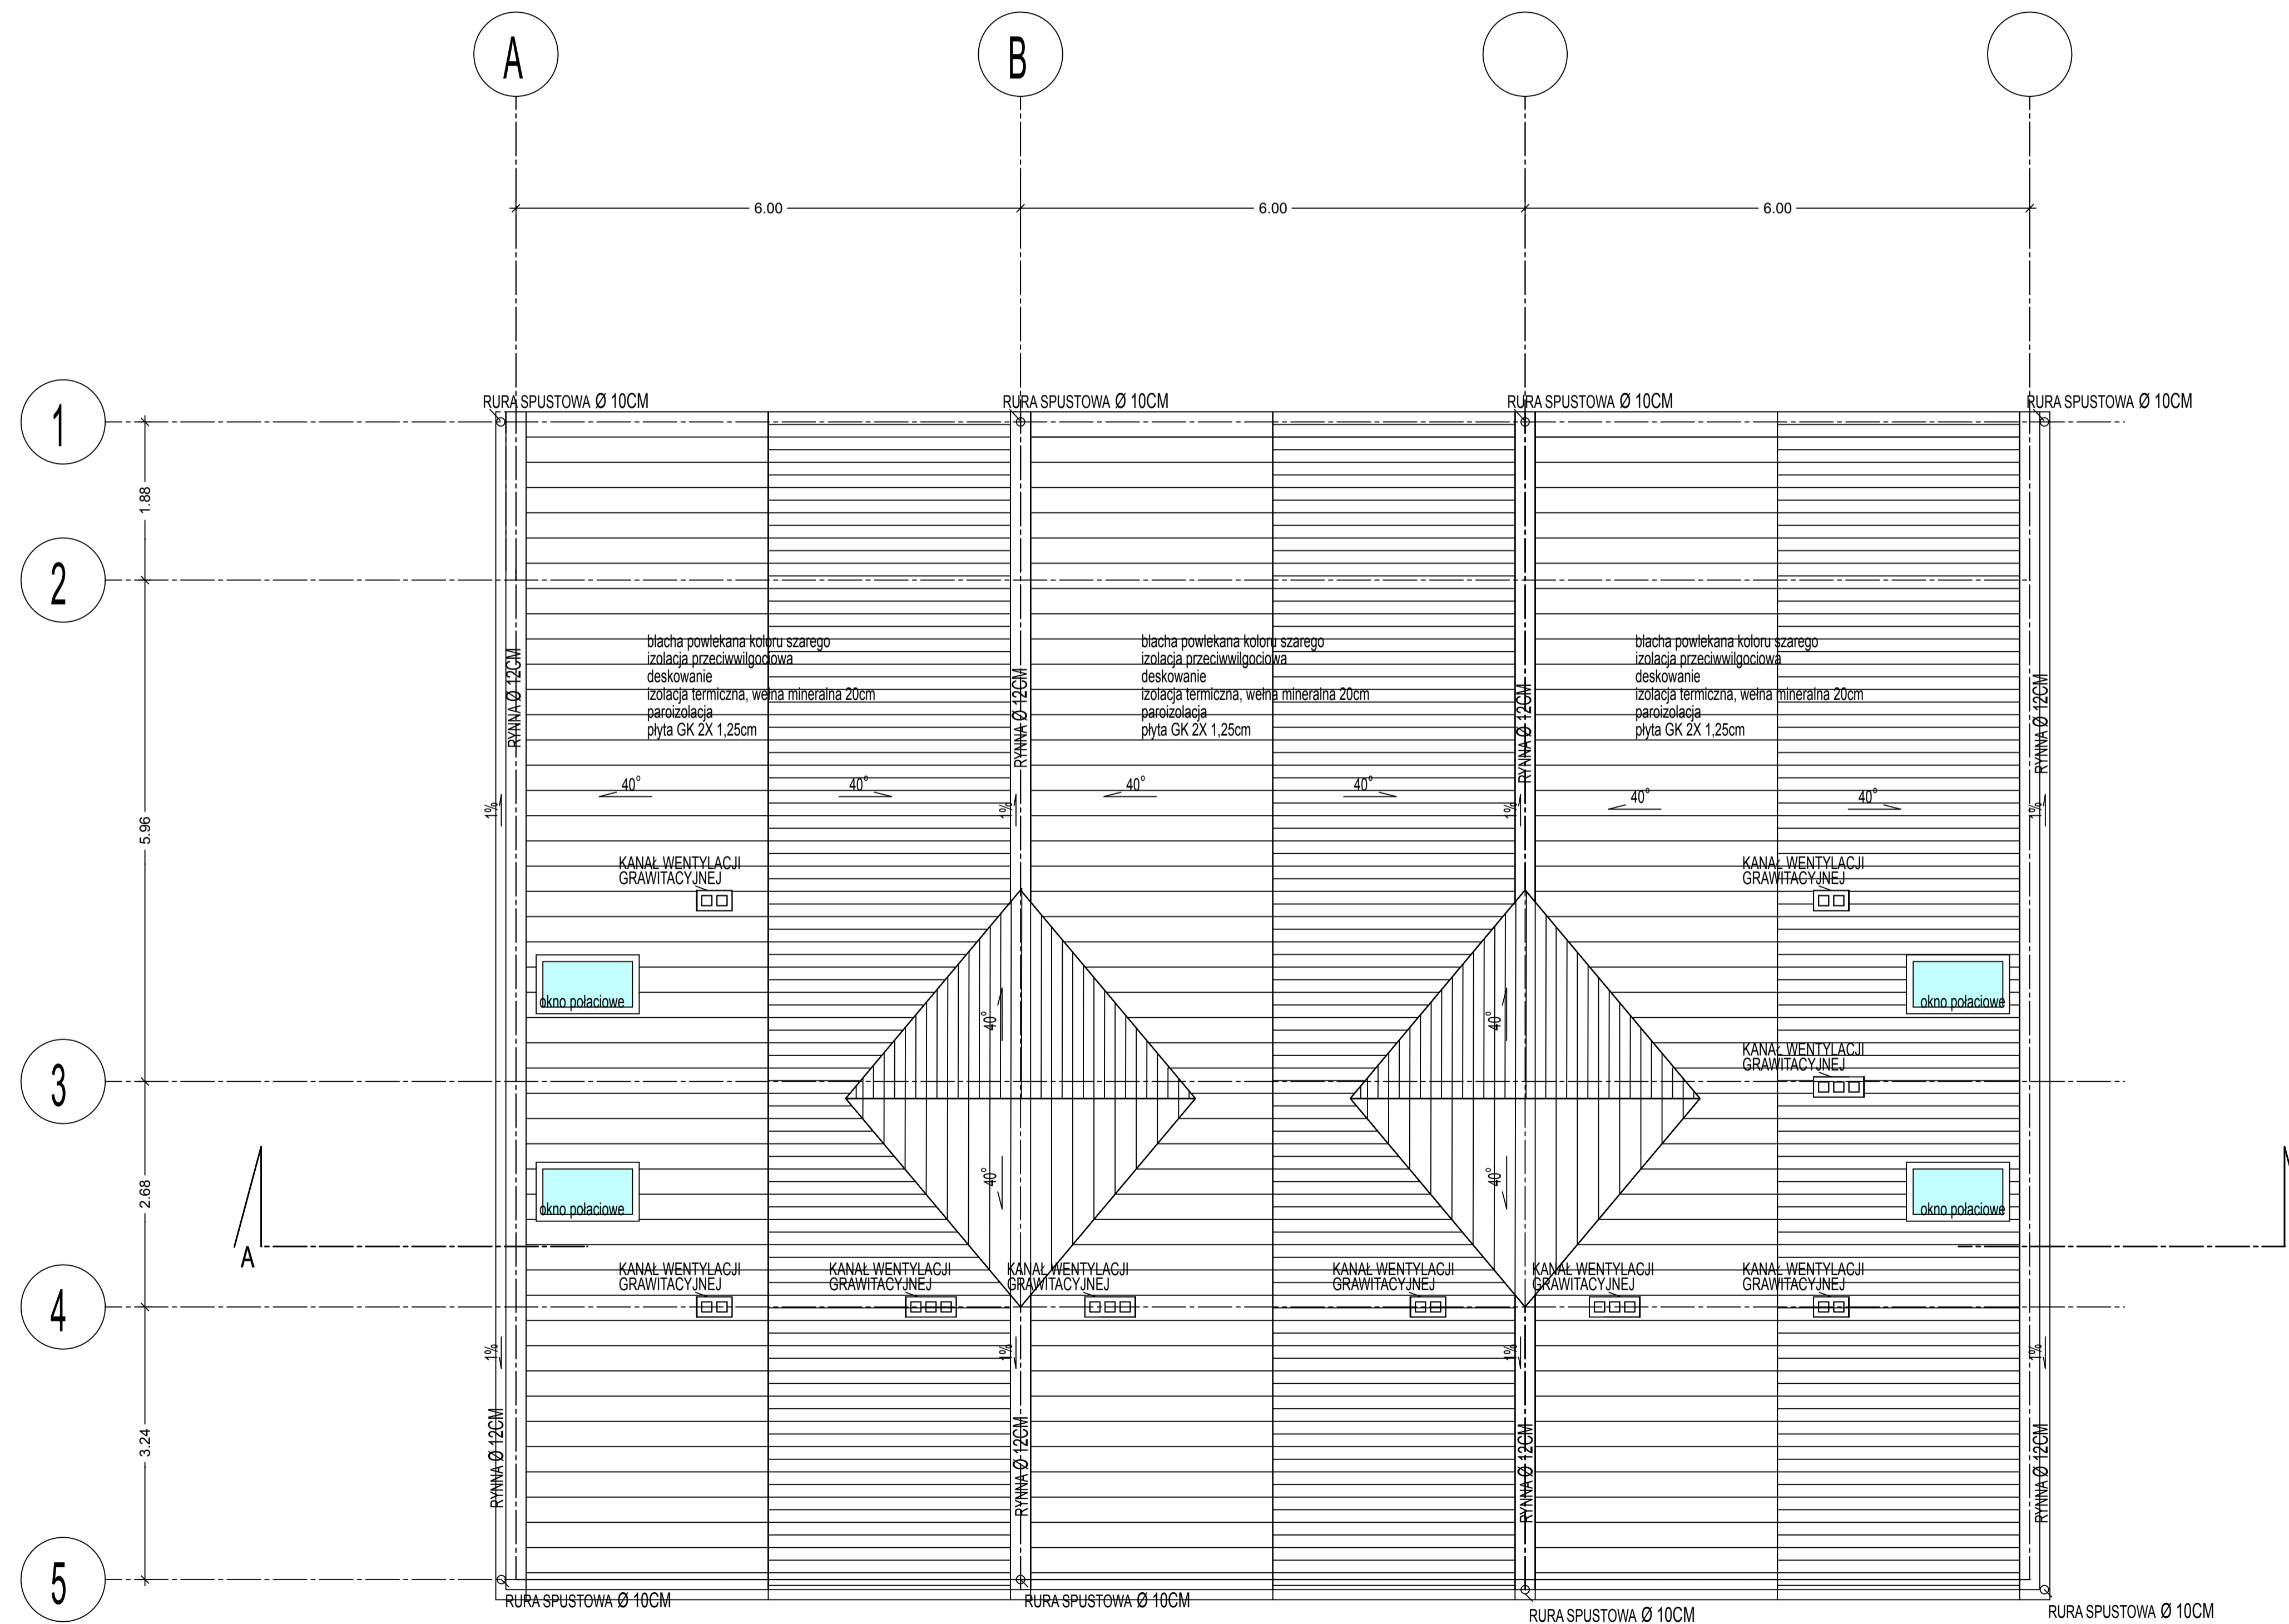 A
B
6.00
6.00
6.00
RURA SPUSTOWA Ø 10CM
RURA SPUSTOWA Ø 10CM
RURA SPUSTOWA Ø 10CM
RURA SPUSTOWA Ø 10CM
1
1.88
2
blacha powlekana koloru szarego
izolacja przeciwwilgociowa
deskowanie
izolacja termiczna, wełna mineralna 20cm
paroizolacja
płyta GK 2X 1,25cm
blacha powlekana koloru szarego
izolacja przeciwwilgociowa
deskowanie
izolacja termiczna, wełna mineralna 20cm
paroizolacja
płyta GK 2X 1,25cm
blacha powlekana koloru szarego
izolacja przeciwwilgociowa
deskowanie
izolacja termiczna, wełna mineralna 20cm
paroizolacja
płyta GK 2X 1,25cm
RYNNA Ø 12CM
RYNNA Ø 12CM
RYNNA Ø 12CM
RYNNA Ø 12CM
40°
40°
40°
40°
40°
40°
1%
1%
1%
1%
5.96
KANAŁ WENTYLACJI
GRAWITACYJNEJ
KANAŁ WENTYLACJI
GRAWITACYJNEJ
okno połaciowe
okno połaciowe
40°
40°
KANAŁ WENTYLACJI
GRAWITACYJNEJ
3
40°
40°
2.68
okno połaciowe
okno połaciowe
A
KANAŁ WENTYLACJI
GRAWITACYJNEJ
KANAŁ WENTYLACJI
GRAWITACYJNEJ
KANAŁ WENTYLACJI
GRAWITACYJNEJ
KANAŁ WENTYLACJI
GRAWITACYJNEJ
KANAŁ WENTYLACJI
GRAWITACYJNEJ
KANAŁ WENTYLACJI
GRAWITACYJNEJ
4
1%
1%
1%
1%
3.24
RYNNA Ø 12CM
RYNNA Ø 12CM
RYNNA Ø 12CM
RYNNA Ø 12CM
5
RURA SPUSTOWA Ø 10CM
RURA SPUSTOWA Ø 10CM
RURA SPUSTOWA Ø 10CM
RURA SPUSTOWA Ø 10CM